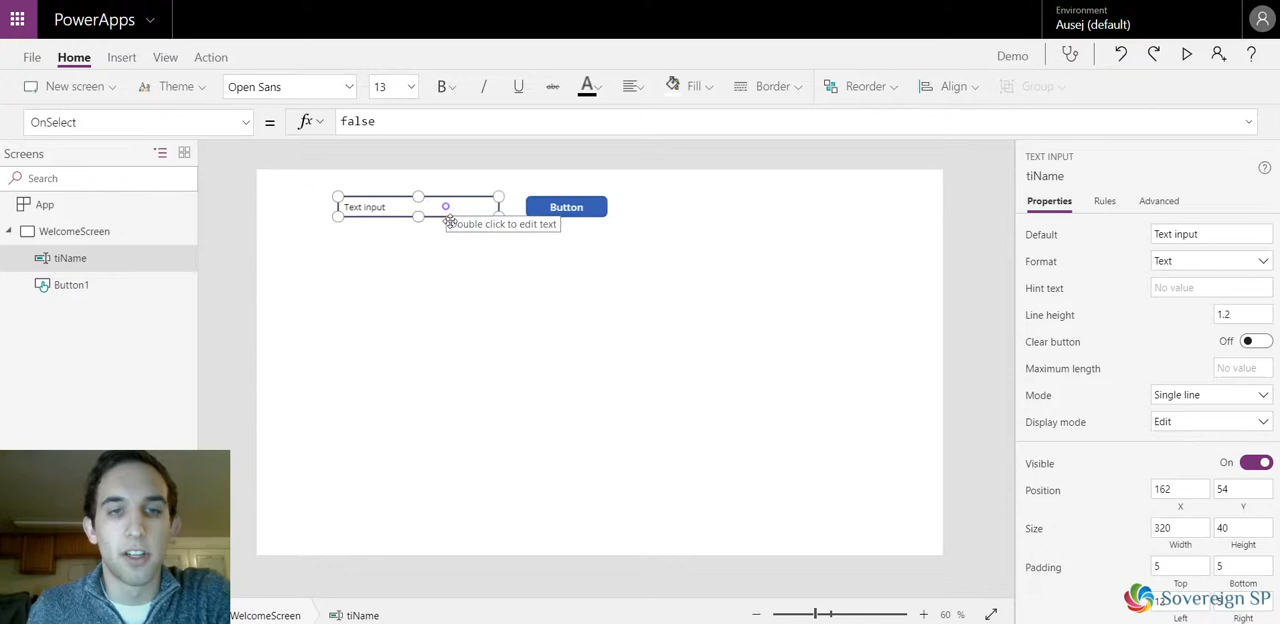 PowerApps
Environment
Ausej (default)
File Home Insert View Action
Demo
New screen Theme Open Sans 13 B / U abc A Fill Border Reorder Align Group
OnSelect = fx false
Screens
Search
App
WelcomeScreen
tiName
Button1
Text input
Button
Double click to edit text
TEXT INPUT
tiName
Properties Rules Advanced
Default Text input
Format Text
Hint text No value
Line height 1.2
Clear button Off
Maximum length No value
Mode Single line
Display mode Edit
Visible On
Position 162 54
X Y
Size 320 40
Width Height
Padding 5 5
Top Bottom
Left Right
Sovereign SP
WelcomeScreen tiName
60 %